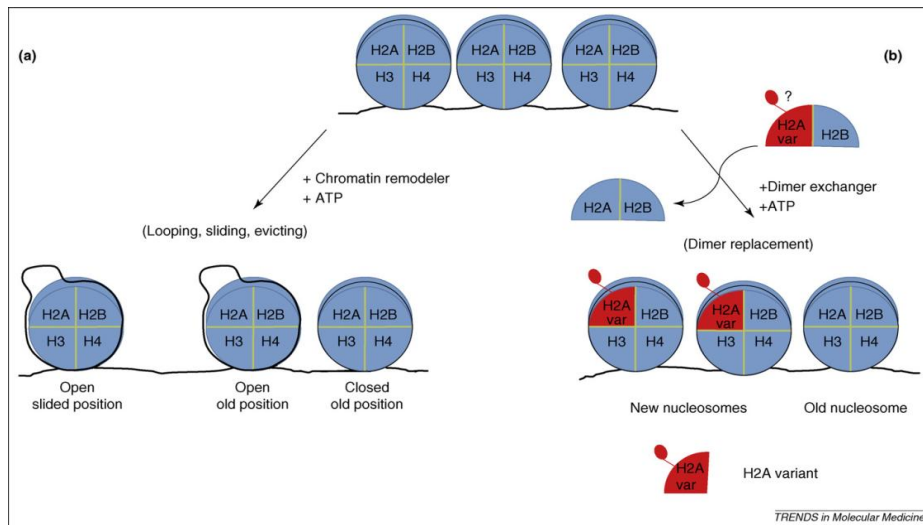 (a)
(b)
H2A H2B
H3 H4
H2A H2B
H3 H4
H2A H2B
H3 H4
?
H2A
var
H2B
+ Chromatin remodeler
+ ATP
H2A H2B
+Dimer exchanger
+ATP
(Looping, sliding, evicting)
(Dimer replacement)
H2A H2B
H3 H4
H2A H2B
H3 H4
H2A H2B
H3 H4
H2A
var
H2B
H3 H4
H2A
var
H2B
H3 H4
H2A H2B
H3 H4
Open
slided position
Open
old position
Closed
old position
New nucleosomes
Old nucleosome
H2A
var
H2A variant
TRENDS in Molecular Medicine